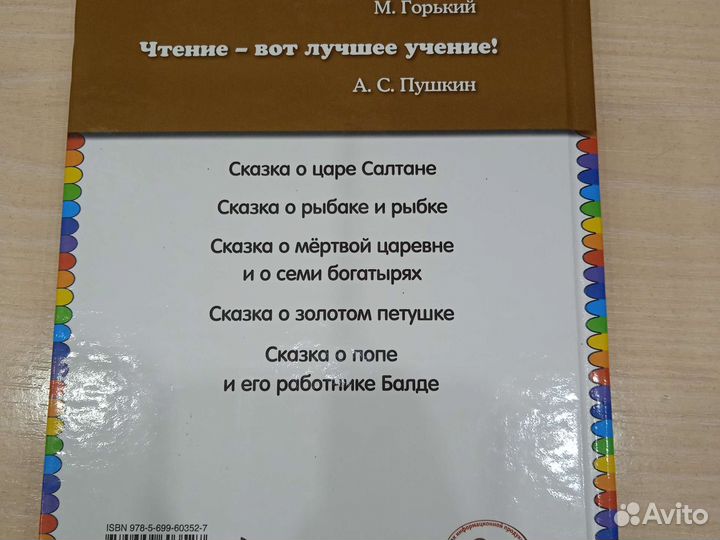 М. Горький
Чтение – вот лучшее учение!
А. С. Пушкин
Сказка о царе Салтане
Сказка о рыбаке и рыбке
Сказка о мёртвой царевне
и о семи богатырях
Сказка о золотом петушке
Сказка о попе
и его работнике Балде
ISBN 978-5-699-60352-7
информационной
Avito